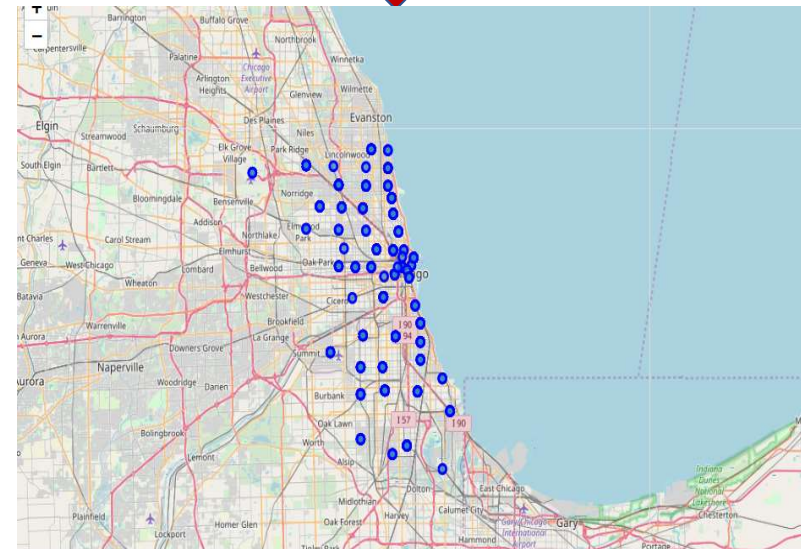 +
−
Barrington
Buffalo Grove
Northbrook
Carpentersville
Palatine
Chicago
Executive
Airport
Winnetka
Arlington
Heights
Glenview
Wilmette
Elgin
Des Plaines
Evanston
Schaumburg
Streamwood
Niles
Elk Grove
Village
Park Ridge
Lincolnwood
South Elgin
Bartlett
Norridge
Bloomingdale
Bensenville
Addison
Elmwood
Park
Northlake
Carol Stream
Elmhurst
Oak Park
Geneva
West Chicago
Lombard
Bellwood
Wheaton
Batavia
Westchester
Cicero
Warrenville
Brookfield
I 90
94
La Grange
Downers Grove
Summit
Naperville
Aurora
Woodridge
Darien
Burbank
I 57
I 90
Oak Lawn
Bolingbrook
Worth
Lemont
Alsip
Indiana
Dunes
National
Lakeshore
Dolton
East Chicago
Midlothian
Plainfield
Harvey
Calumet City
Chesterton
Homer Glen
Oak Forest
Gary/Chicago
International
Airport
Gary
Lockport
Hammond
Portage